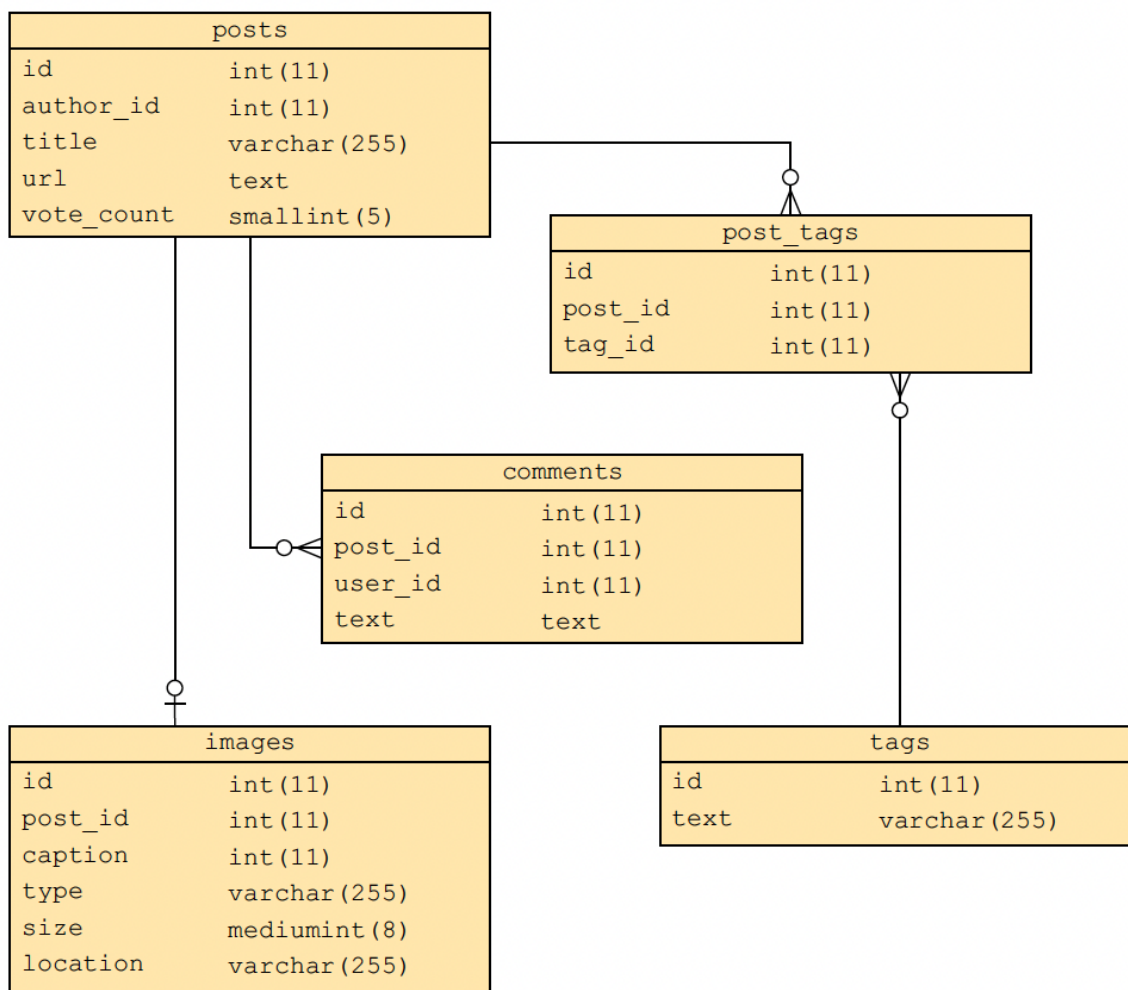 posts
id int(11)
author_id int(11)
title varchar(255)
url text
vote_count smallint(5)
post_tags
id int(11)
post_id int(11)
tag_id int(11)
comments
id int(11)
post_id int(11)
user_id int(11)
text text
images
id int(11)
post_id int(11)
caption int(11)
type varchar(255)
size mediumint(8)
location varchar(255)
tags
id int(11)
text varchar(255)